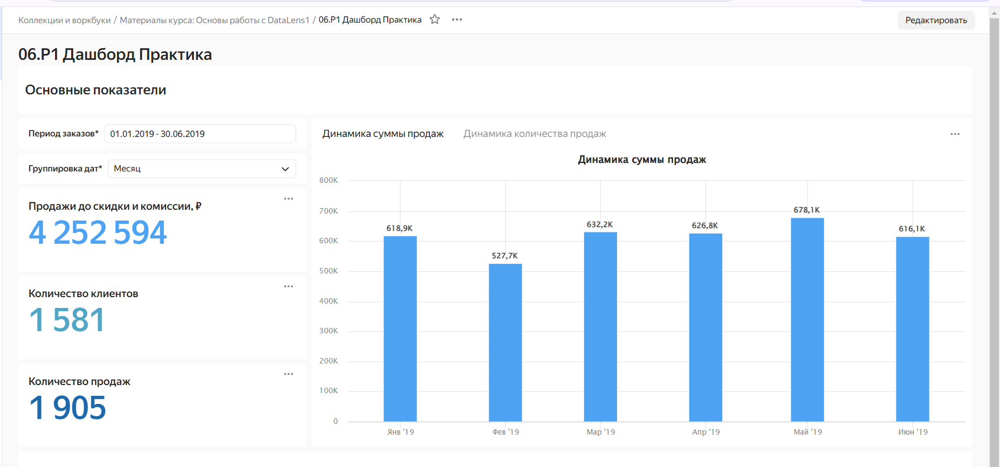 Коллекции и воркбуки / Материалы курса: Основы работы с DataLens1 / 06.P1 Дашборд Практика
Редактировать
06.P1 Дашборд Практика
Основные показатели
Период заказов* 01.01.2019 - 30.06.2019
Группировка дат* Месяц
Продажи до скидки и комиссии, ₽
4 252 594
Количество клиентов
1 581
Количество продаж
1 905
Динамика суммы продаж Динамика количества продаж
Динамика суммы продаж
800K
700K
600K
500K
400K
300K
200K
100K
0
618,9K
527,7K
632,2K
626,8K
678,1K
616,1K
Янв '19 Фев '19 Мар '19 Апр '19 Май '19 Июн '19